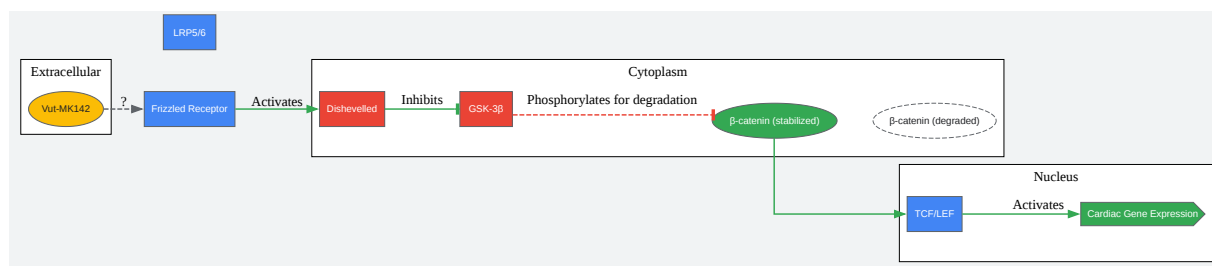 LRP5/6
Extracellular
Cytoplasm
Vut-MK142
?
Frizzled Receptor
Activates
Dishevelled
Inhibits
GSK-3β
Phosphorylates for degradation
β-catenin (stabilized)
β-catenin (degraded)
Nucleus
TCF/LEF
Activates
Cardiac Gene Expression